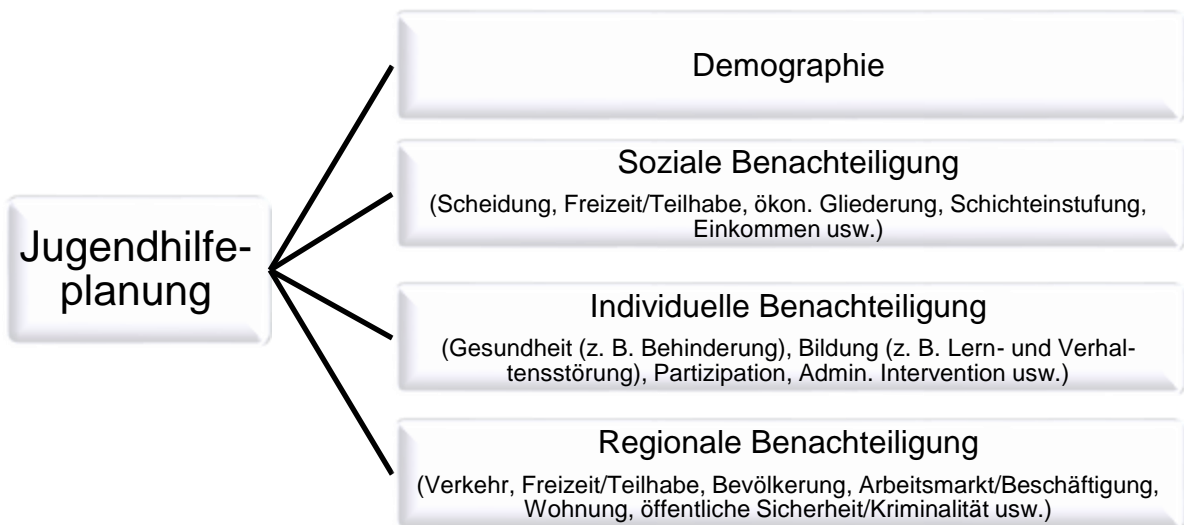 Jugendhilfe-
planung
Demographie
Soziale Benachteiligung
(Scheidung, Freizeit/Teilhabe, ökon. Gliederung, Schichteinstufung,
Einkommen usw.)
Individuelle Benachteiligung
(Gesundheit (z. B. Behinderung), Bildung (z. B. Lern- und Verhal-
tensstörung), Partizipation, Admin. Intervention usw.)
Regionale Benachteiligung
(Verkehr, Freizeit/Teilhabe, Bevölkerung, Arbeitsmarkt/Beschäftigung,
Wohnung, öffentliche Sicherheit/Kriminalität usw.)